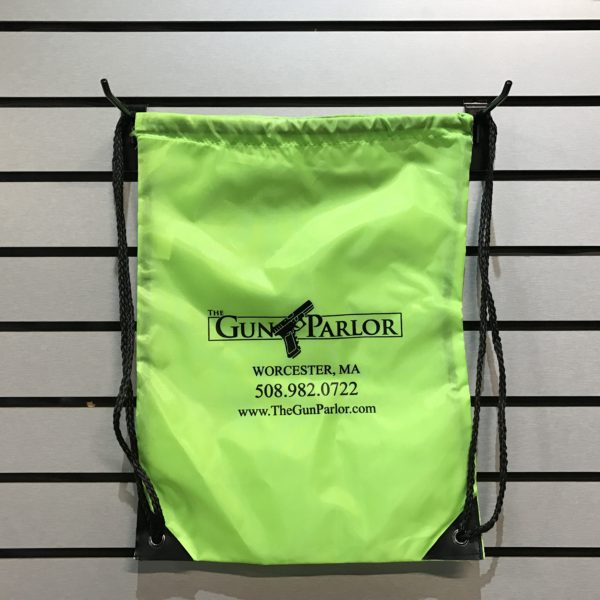 THE
GUN PARLOR
WORCESTER, MA
508.982.0722
www.TheGunParlor.com